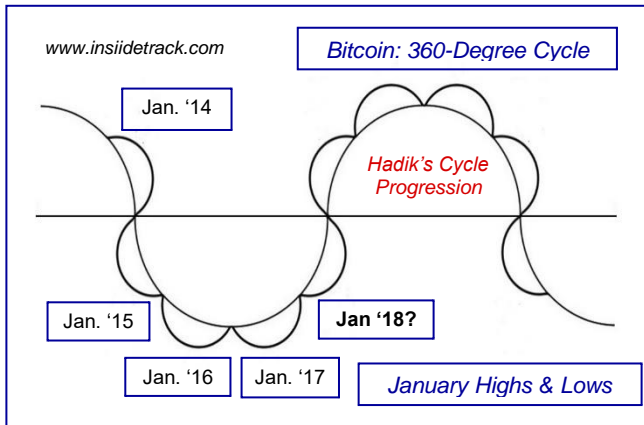 www.insiidetrack.com
Bitcoin: 360-Degree Cycle
Jan. ‘14
Hadik's Cycle
Progression
Jan. ‘15
Jan ‘18?
Jan. ‘16
Jan. ‘17
January Highs & Lows